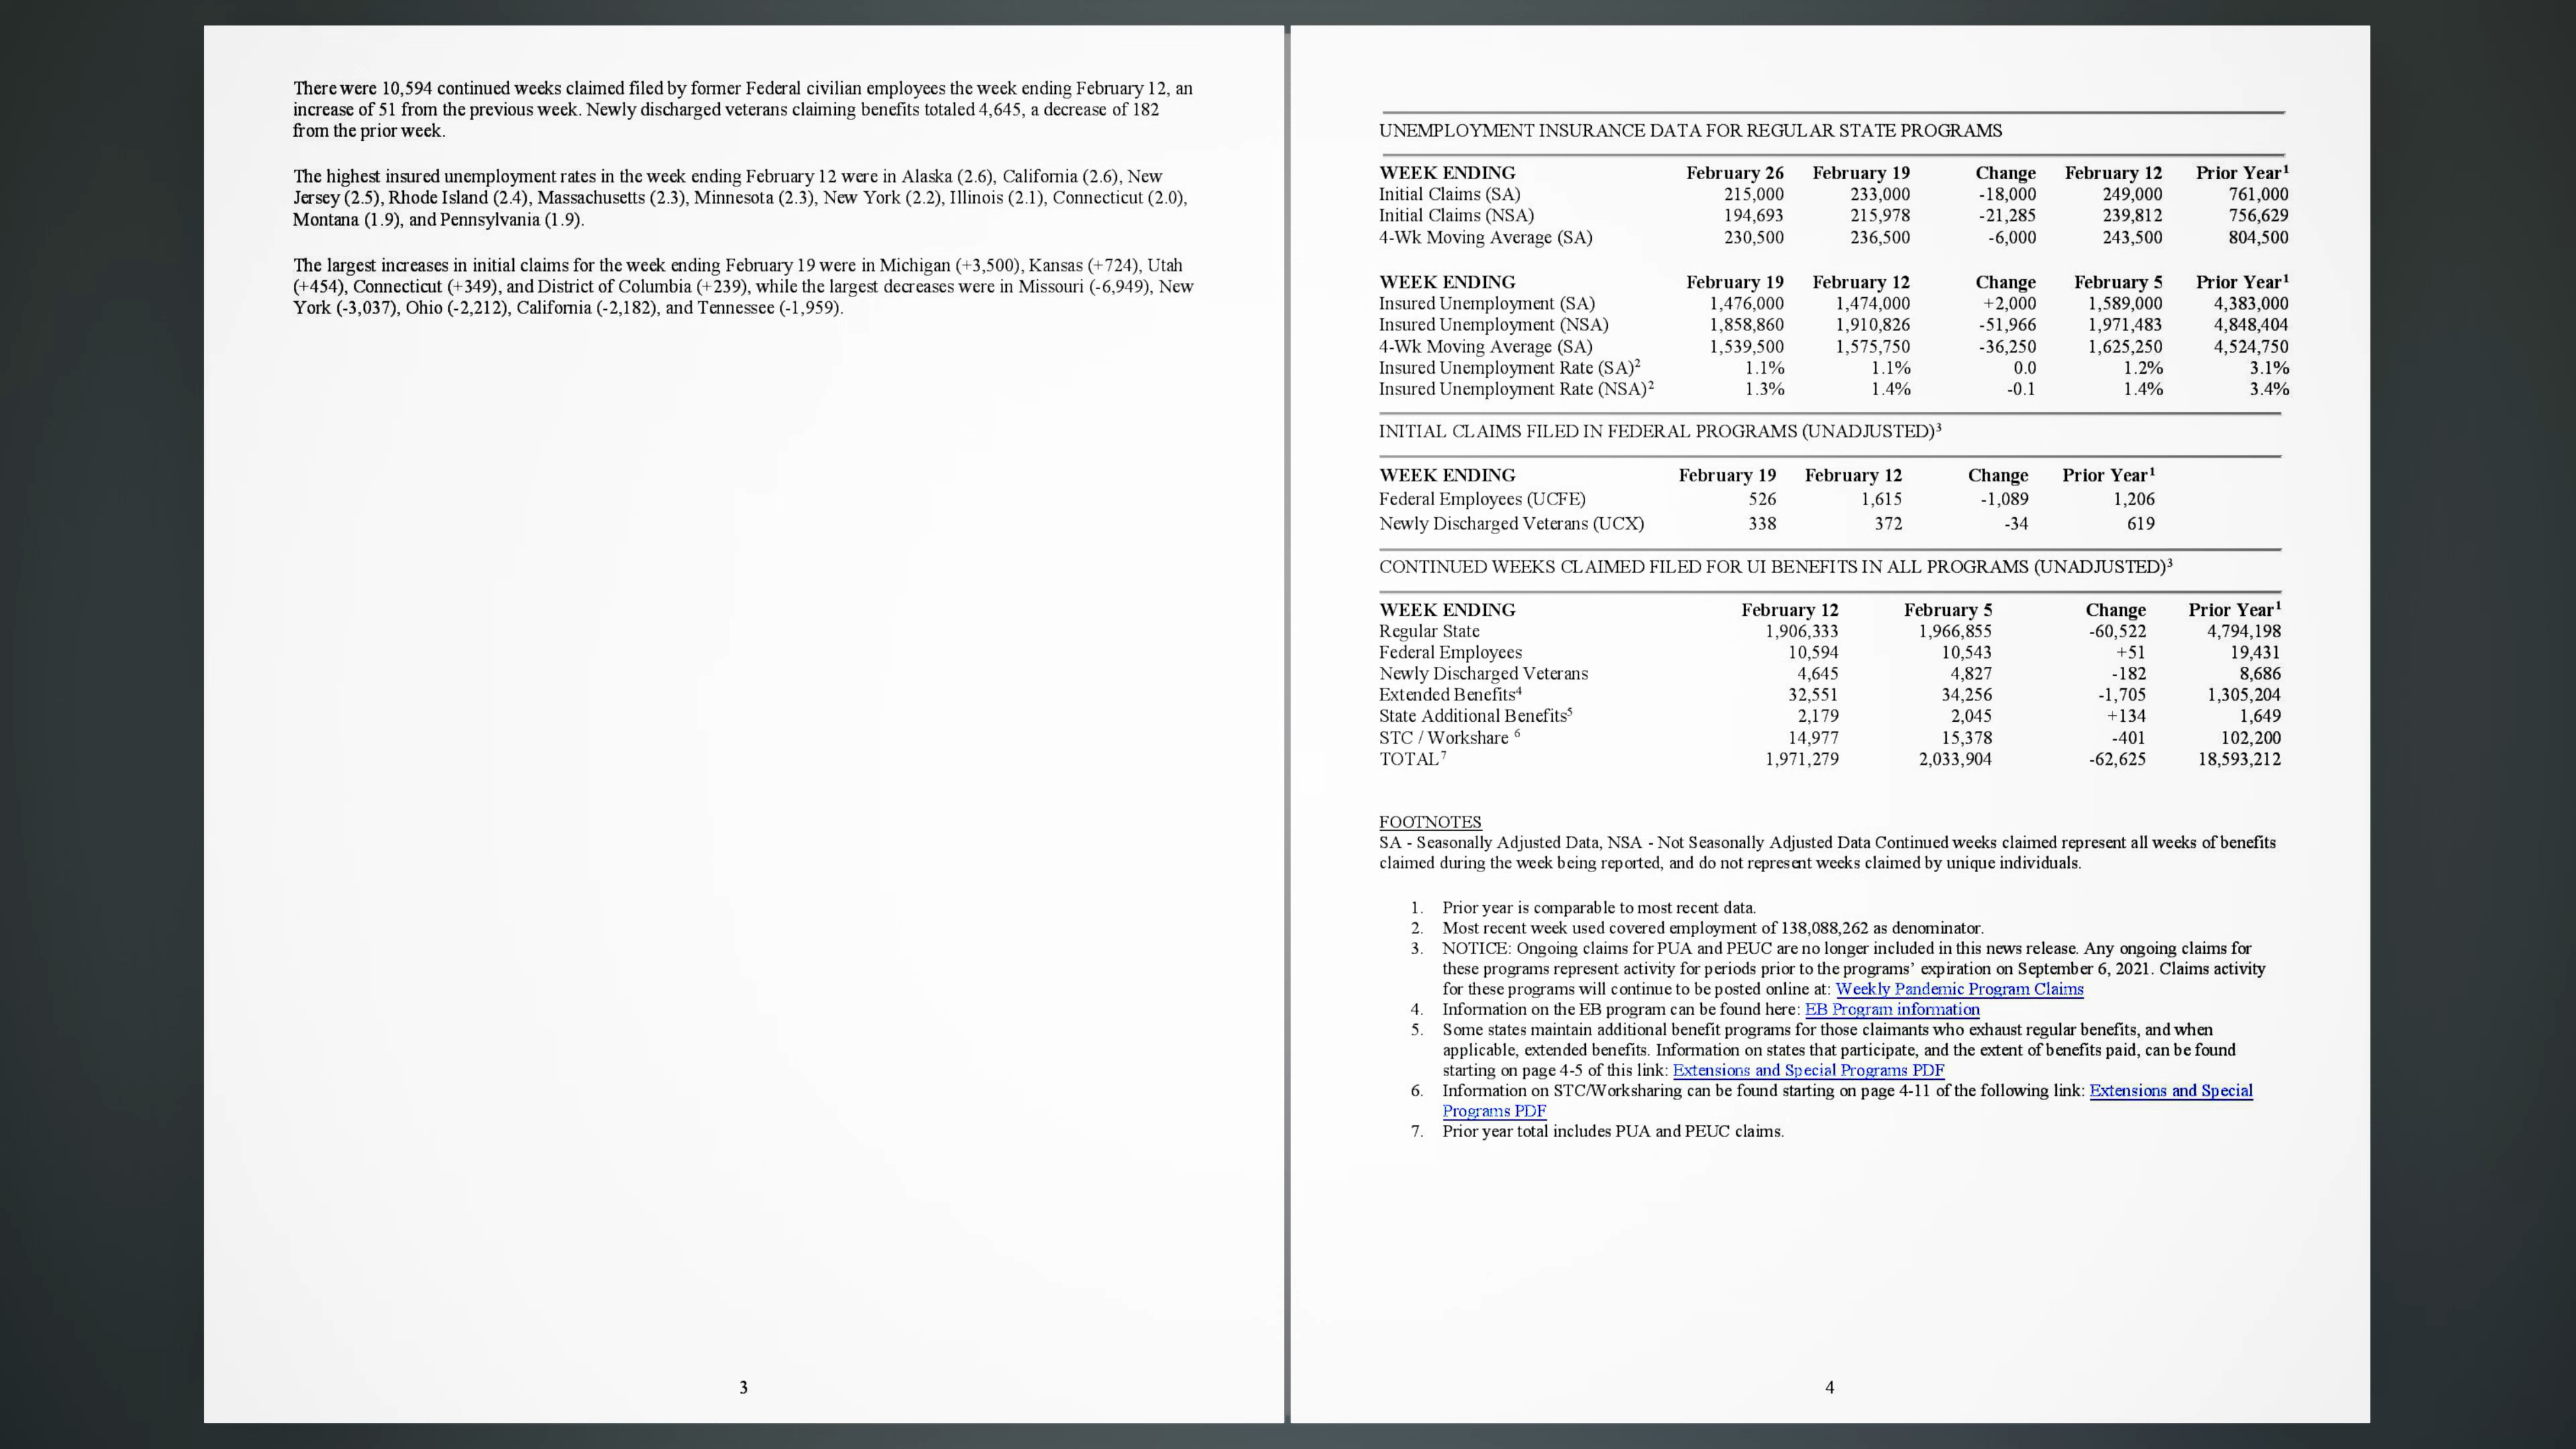 There were 10,594 continued weeks claimed filed by former Federal civilian employees the week ending February 12, an
increase of 51 from the previous week. Newly discharged veterans claiming benefits totaled 4,645, a decrease of 182
from the prior week.
The highest insured unemployment rates in the week ending February 12 were in Alaska (2.6), California (2.6), New
Jersey (2.5), Rhode Island (2.4), Massachusetts (2.3), Minnesota (2.3), New York (2.2), Illinois (2.1), Connecticut (2.0),
Montana (1.9), and Pennsylvania (1.9).
The largest increases in initial claims for the week ending February 19 were in Michigan (+3,500), Kansas (+724), Utah
(+454), Connecticut (+349), and District of Columbia (+239), while the largest decreases were in Missouri (-6,949), New
York (-3,037), Ohio (-2,212), California (-2,182), and Tennessee (-1,959).
3
UNEMPLOYMENT INSURANCE DATA FOR REGULAR STATE PROGRAMS
WEEK ENDING February 26 February 19 Change February 12 Prior Year¹
Initial Claims (SA) 215,000 233,000 -18,000 249,000 761,000
Initial Claims (NSA) 194,693 215,978 -21,285 239,812 756,629
4-Wk Moving Average (SA) 230,500 236,500 -6,000 243,500 804,500
WEEK ENDING February 19 February 12 Change February 5 Prior Year¹
Insured Unemployment (SA) 1,476,000 1,474,000 +2,000 1,589,000 4,383,000
Insured Unemployment (NSA) 1,858,860 1,910,826 -51,966 1,971,483 4,848,404
4-Wk Moving Average (SA) 1,539,500 1,575,750 -36,250 1,625,250 4,524,750
Insured Unemployment Rate (SA)² 1.1% 1.1% 0.0 1.2% 3.1%
Insured Unemployment Rate (NSA)² 1.3% 1.4% -0.1 1.4% 3.4%
INITIAL CLAIMS FILED IN FEDERAL PROGRAMS (UNADJUSTED)³
WEEK ENDING February 19 February 12 Change Prior Year¹
Federal Employees (UCFE) 526 1,615 -1,089 1,206
Newly Discharged Veterans (UCX) 338 372 -34 619
CONTINUED WEEKS CLAIMED FILED FOR UI BENEFITS IN ALL PROGRAMS (UNADJUSTED)³
WEEK ENDING February 12 February 5 Change Prior Year¹
Regular State 1,906,333 1,966,855 -60,522 4,794,198
Federal Employees 10,594 10,543 +51 19,431
Newly Discharged Veterans 4,645 4,827 -182 8,686
Extended Benefits⁴ 32,551 34,256 -1,705 1,305,204
State Additional Benefits⁵ 2,179 2,045 +134 1,649
STC / Workshare ⁶ 14,977 15,378 -401 102,200
TOTAL⁷ 1,971,279 2,033,904 -62,625 18,593,212
FOOTNOTES
SA - Seasonally Adjusted Data, NSA - Not Seasonally Adjusted Data Continued weeks claimed represent all weeks of benefits
claimed during the week being reported, and do not represent weeks claimed by unique individuals.
1. Prior year is comparable to most recent data.
2. Most recent week used covered employment of 138,088,262 as denominator.
3. NOTICE: Ongoing claims for PUA and PEUC are no longer included in this news release. Any ongoing claims for
these programs represent activity for periods prior to the programs' expiration on September 6, 2021. Claims activity
for these programs will continue to be posted online at: Weekly Pandemic Program Claims
4. Information on the EB program can be found here: EB Program information
5. Some states maintain additional benefit programs for those claimants who exhaust regular benefits, and when
applicable, extended benefits. Information on states that participate, and the extent of benefits paid, can be found
starting on page 4-5 of this link: Extensions and Special Programs PDF
6. Information on STC/Worksharing can be found starting on page 4-11 of the following link: Extensions and Special
Programs PDF
7. Prior year total includes PUA and PEUC claims.
4